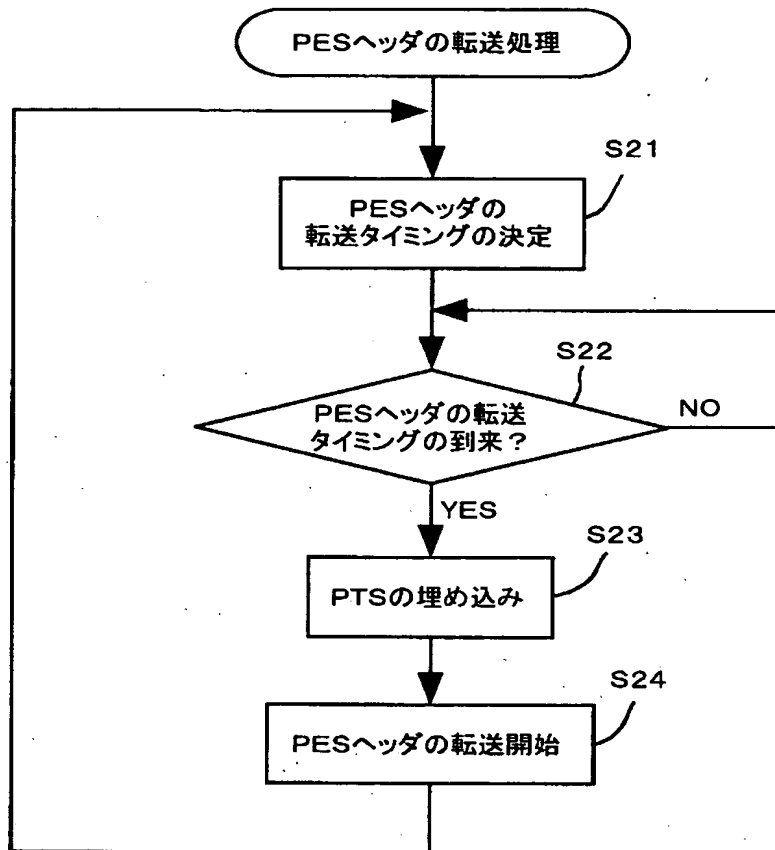 PESヘッダの転送処理
S21
PESヘッダの
転送タイミングの決定
S22
PESヘッダの転送
タイミングの到来?
NO
YES
S23
PTSの埋め込み
S24
PESヘッダの転送開始